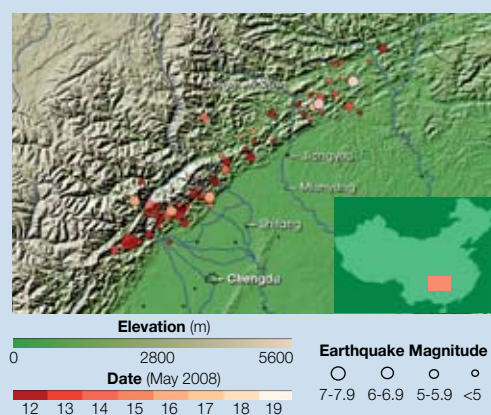 Jiangyou
Mianyang
Shifang
Chengdu
Elevation (m)
0 2800 5600
Date (May 2008)
12 13 14 15 16 17 18 19
Earthquake Magnitude
7-7.9 6-6.9 5-5.9 <5